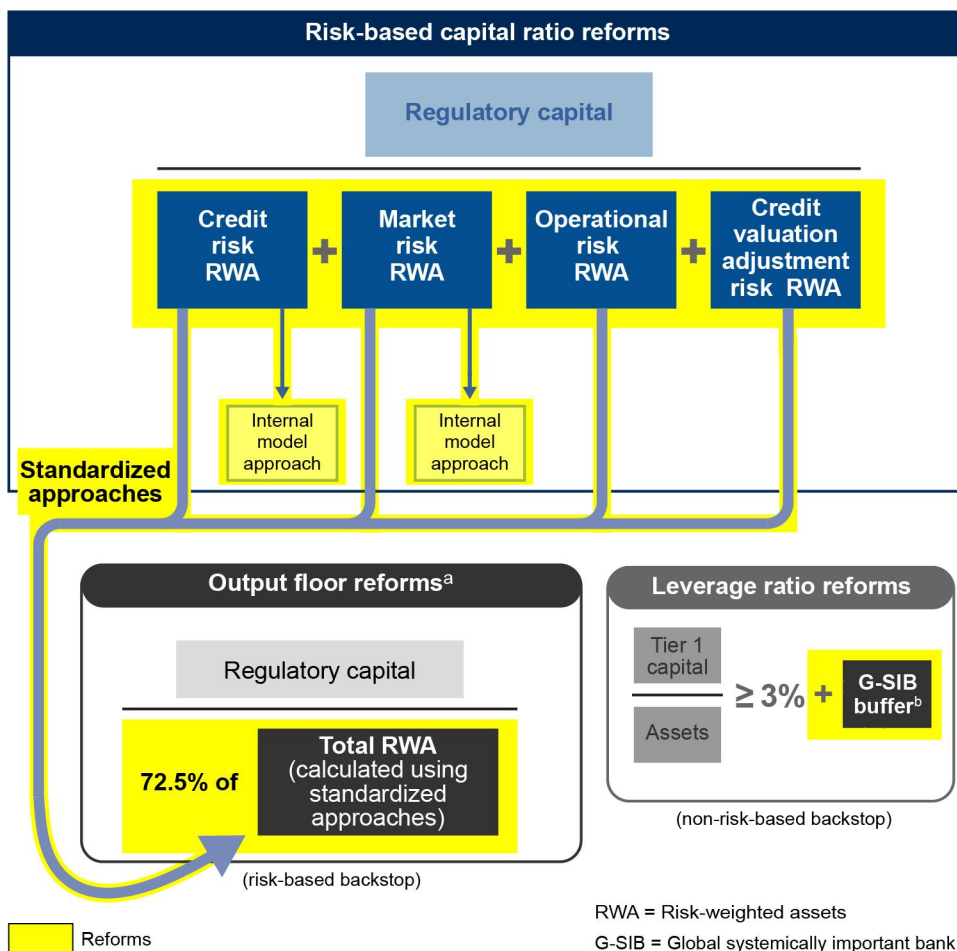 Risk-based capital ratio reforms
Regulatory capital
Credit
risk
RWA
+
Market
risk
RWA
+
Operational
risk
RWA
+
Credit
valuation
adjustment
risk RWA
Internal
model
approach
Internal
model
approach
Standardized
approaches
Output floor reformsᵃ
Regulatory capital
72.5% of
Total RWA
(calculated using
standardized
approaches)
(risk-based backstop)
Leverage ratio reforms
Tier 1
capital
Assets
≥ 3% +
G-SIB
bufferᵇ
(non-risk-based backstop)
Reforms
RWA = Risk-weighted assets
G-SIB = Global systemically important bank